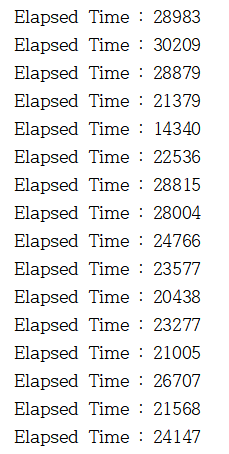 Elapsed Time : 28983
Elapsed Time : 30209
Elapsed Time : 28879
Elapsed Time : 21379
Elapsed Time : 14340
Elapsed Time : 22536
Elapsed Time : 28815
Elapsed Time : 28004
Elapsed Time : 24766
Elapsed Time : 23577
Elapsed Time : 20438
Elapsed Time : 23277
Elapsed Time : 21005
Elapsed Time : 26707
Elapsed Time : 21568
Elapsed Time : 24147